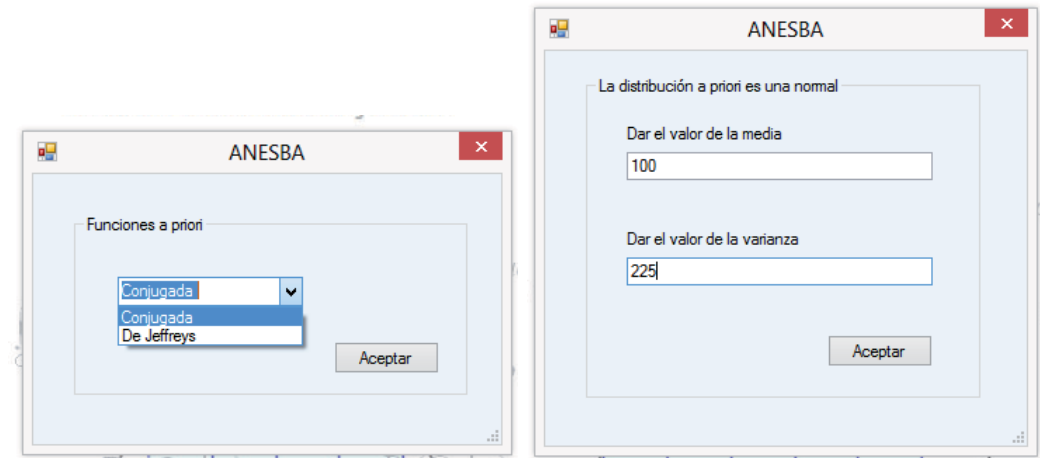 ANESBA
Funciones a priori
Conjugada
Conjugada
De Jeffreys
Aceptar
ANESBA
La distribución a priori es una normal
Dar el valor de la media
100
Dar el valor de la varianza
225
Aceptar